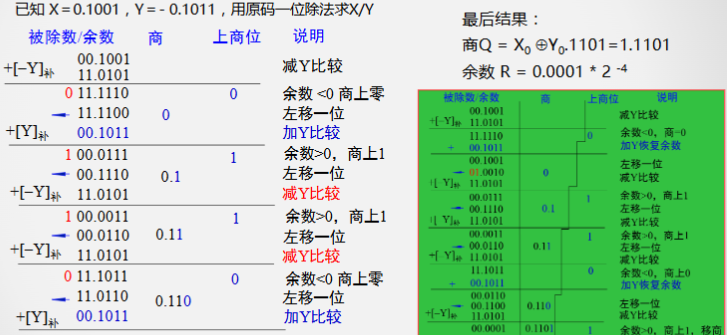 已知 X=0.1001，Y=- 0.1011，用原码一位除法求X/Y
被除数/余数 商 上商位 说明
00.1001
+[-Y]补 11.0101 减Y比较
0 11.1110 0 余数 <0 商上零
11.1100 0 左移一位
+[Y]补 00.1011 加Y比较
1 00.0111 1 余数>0，商上1
00.1110 0.1 左移一位
+[-Y]补 11.0101 减Y比较
1 00.0011 1 余数>0，商上1
00.0110 0.11 左移一位
+[-Y]补 11.0101 减Y比较
0 11.1011 0 余数<0 商上零
11.0110 0.110 左移一位
+[Y]补 00.1011 加Y比较
最后结果：
商Q = X₀ ⊕Y₀.1101=1.1101
余数 R = 0.0001 * 2 ⁻⁴
被除数/余数 商 上商位 说明
00.1001
+[-Y]补 11.0101 减Y比较
11.1110 0 余数<0，商=0
+ 00.1011 加Y恢复余数
00.1001 左移一位
01.0010 0 减Y比较
+[-Y]补 11.0101
00.0111 1 余数>0，商上1
00.1110 0.1 左移一位
+[-Y]补 11.0101 减Y比较
00.0011 1 余数>0，商上1
00.0110 0.11 左移一位
+[-Y]补 11.0101 减Y比较
11.1011 0 余数<0，商上0
+ 00.1011 加Y恢复余数
00.0110
00.1100 0.110 左移一位
+[-Y]补 11.0101 减Y比较
00.0001 0.1101 1 余数>0，商上1，移商